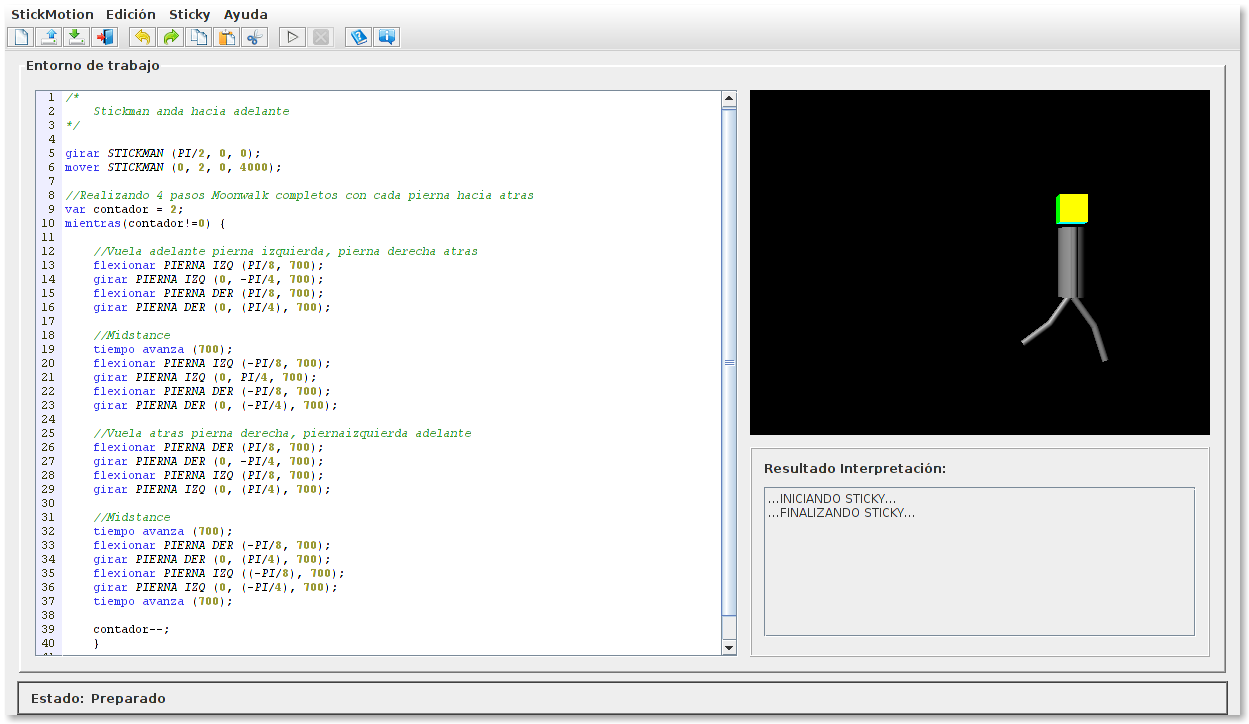 StickMotion Edición Sticky Ayuda
Entorno de trabajo
1 /*
2     Stickman anda hacia adelante
3 */
4
5 girar STICKMAN (PI/2, 0, 0);
6 mover STICKMAN (0, 2, 0, 4000);
7
8 //Realizando 4 pasos Moonwalk completos con cada pierna hacia atras
9 var contador = 2;
10 mientras(contador!=0) {
11
12     //Vuela adelante pierna izquierda, pierna derecha atras
13     flexionar PIERNA IZQ (PI/8, 700);
14     girar PIERNA IZQ (0, -PI/4, 700);
15     flexionar PIERNA DER (PI/8, 700);
16     girar PIERNA DER (0, (PI/4), 700);
17
18     //Midstance
19     tiempo avanza (700);
20     flexionar PIERNA IZQ (-PI/8, 700);
21     girar PIERNA IZQ (0, PI/4, 700);
22     flexionar PIERNA DER (-PI/8, 700);
23     girar PIERNA DER (0, (-PI/4), 700);
24
25     //Vuela atras pierna derecha, piernaizquierda adelante
26     flexionar PIERNA DER (PI/8, 700);
27     girar PIERNA DER (0, -PI/4, 700);
28     flexionar PIERNA IZQ (PI/8, 700);
29     girar PIERNA IZQ (0, (PI/4), 700);
30
31     //Midstance
32     tiempo avanza (700);
33     flexionar PIERNA DER (-PI/8, 700);
34     girar PIERNA DER (0, (PI/4), 700);
35     flexionar PIERNA IZQ ((-PI/8), 700);
36     girar PIERNA IZQ (0, (-PI/4), 700);
37     tiempo avanza (700);
38
39     contador--;
40     }
Resultado Interpretación:
...INICIANDO STICKY...
...FINALIZANDO STICKY...
Estado: Preparado